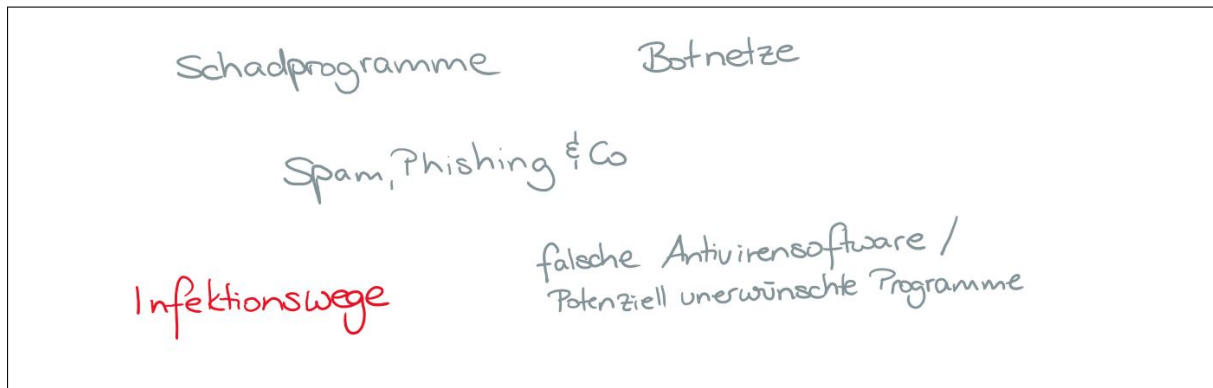 Schadprogramme
Botnetze
Spam, Phishing & Co
falsche Antivirensoftware /
Potenziell unerwünschte Programme
Infektionswege